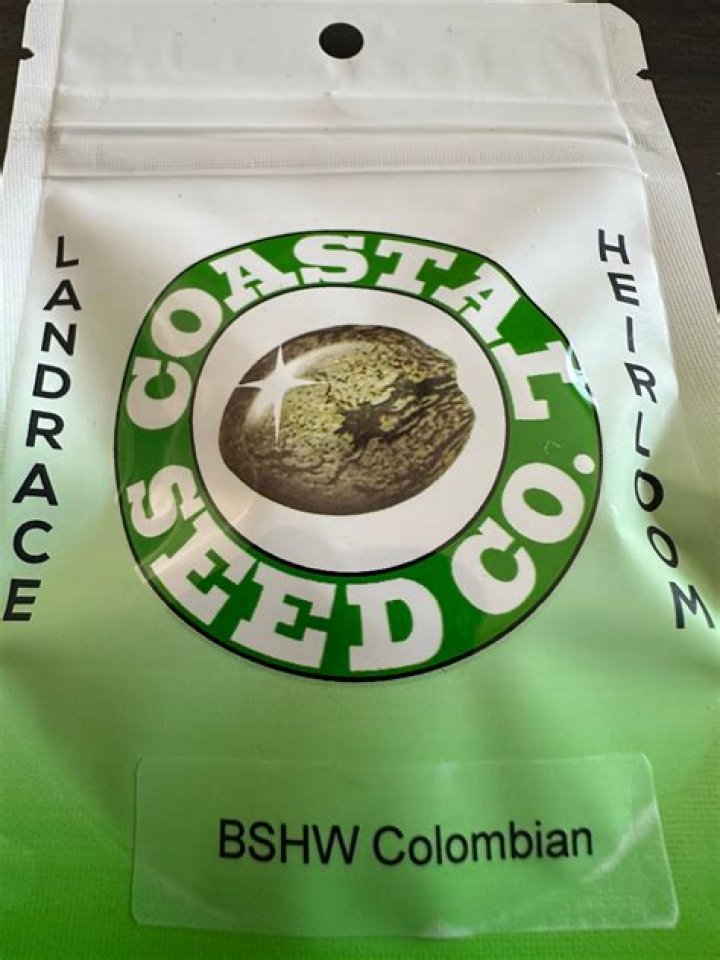 LANDRACE
COASTAL
SEED CO.
HEIRLOOM
BSHW Colombian